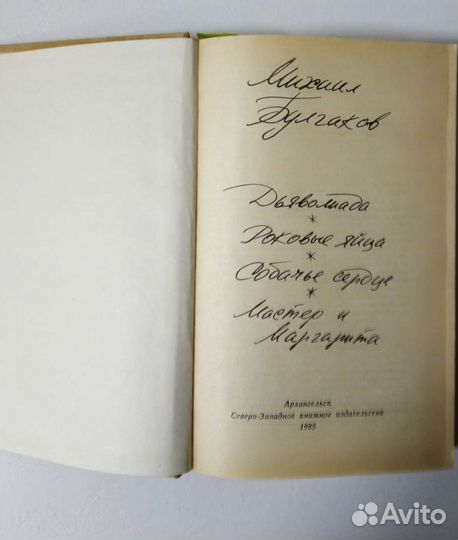 Михаил
Булгаков
Дьяволиада
*
Роковые яйца
*
Собачье сердце
*
Мастер и
Маргарита
Архангельск
Северо-Западное книжное издательство
1989
Avito